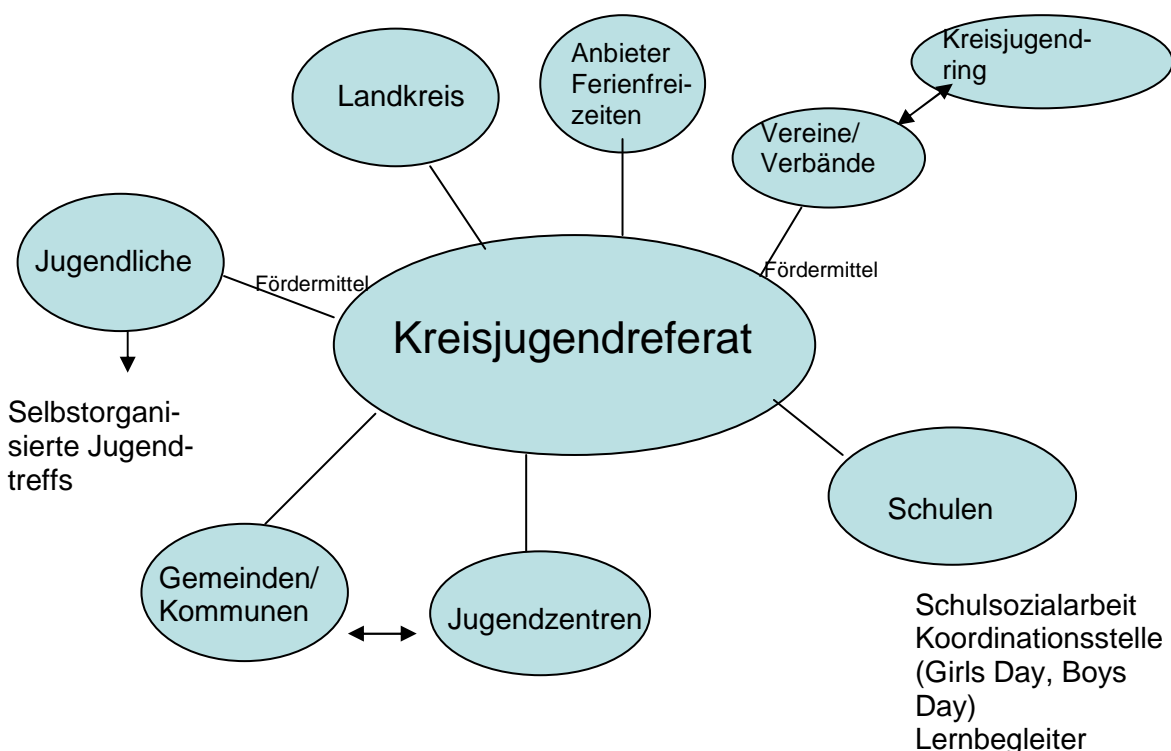 Landkreis
Anbieter
Ferienfrei-
zeiten
Kreisjugend-
ring
Vereine/
Verbände
Jugendliche
Fördermittel
Fördermittel
Kreisjugendreferat
Selbstorgani-
sierte Jugend-
treffs
Schulen
Gemeinden/
Kommunen
Jugendzentren
Schulsozialarbeit
Koordinationsstelle
(Girls Day, Boys
Day)
Lernbegleiter